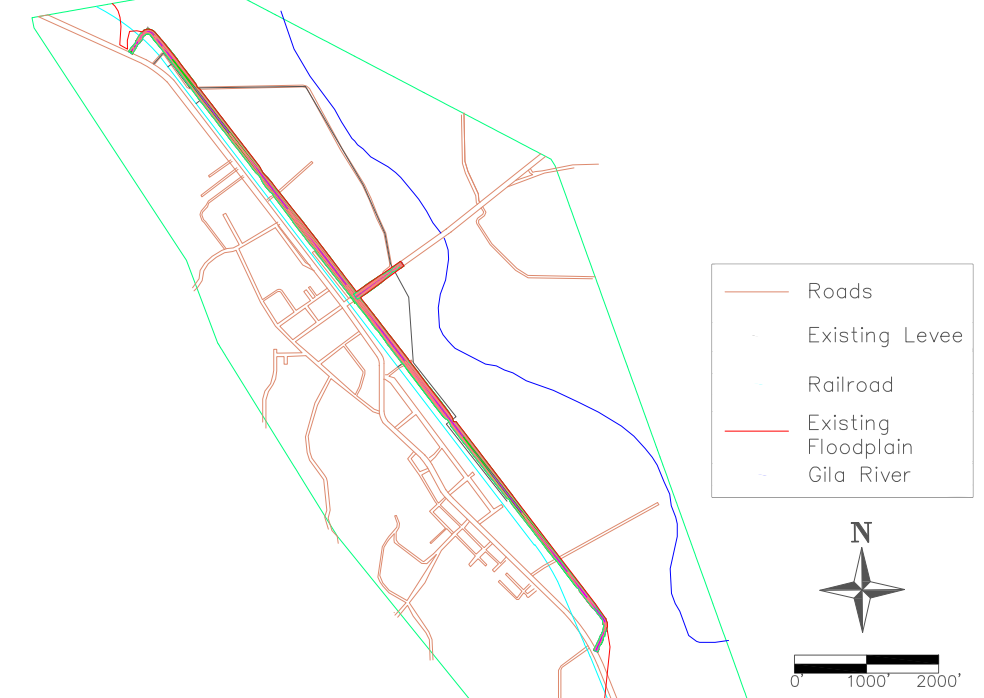 Roads
Existing Levee
Railroad
Existing
Floodplain
Gila River
N
0' 1000' 2000'